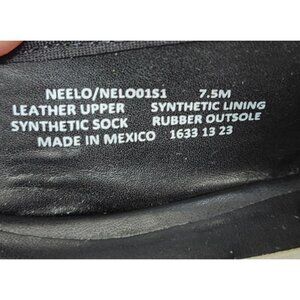 NEELO/NELO01S1 7.5M
LEATHER UPPER SYNTHETIC LINING
SYNTHETIC SOCK RUBBER OUTSOLE
MADE IN MEXICO 1633 13 23